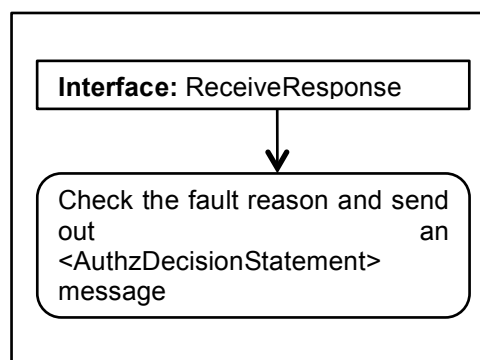 Interface: ReceiveResponse
Check the fault reason and send
out an
<AuthzDecisionStatement>
message